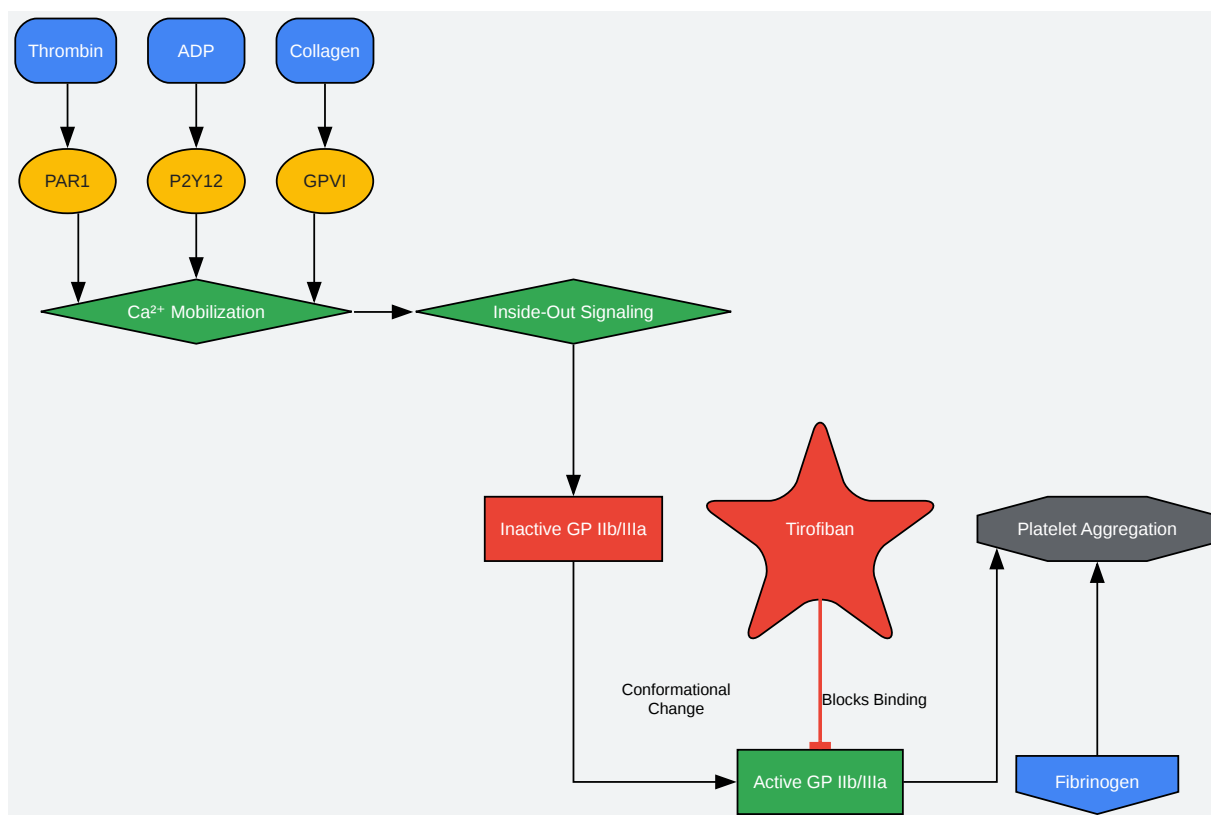 Thrombin
ADP
Collagen
PAR1
P2Y12
GPVI
Ca²⁺ Mobilization
Inside-Out Signaling
Inactive GP IIb/IIIa
Tirofiban
Platelet Aggregation
Conformational
Change
Blocks Binding
Active GP IIb/IIIa
Fibrinogen